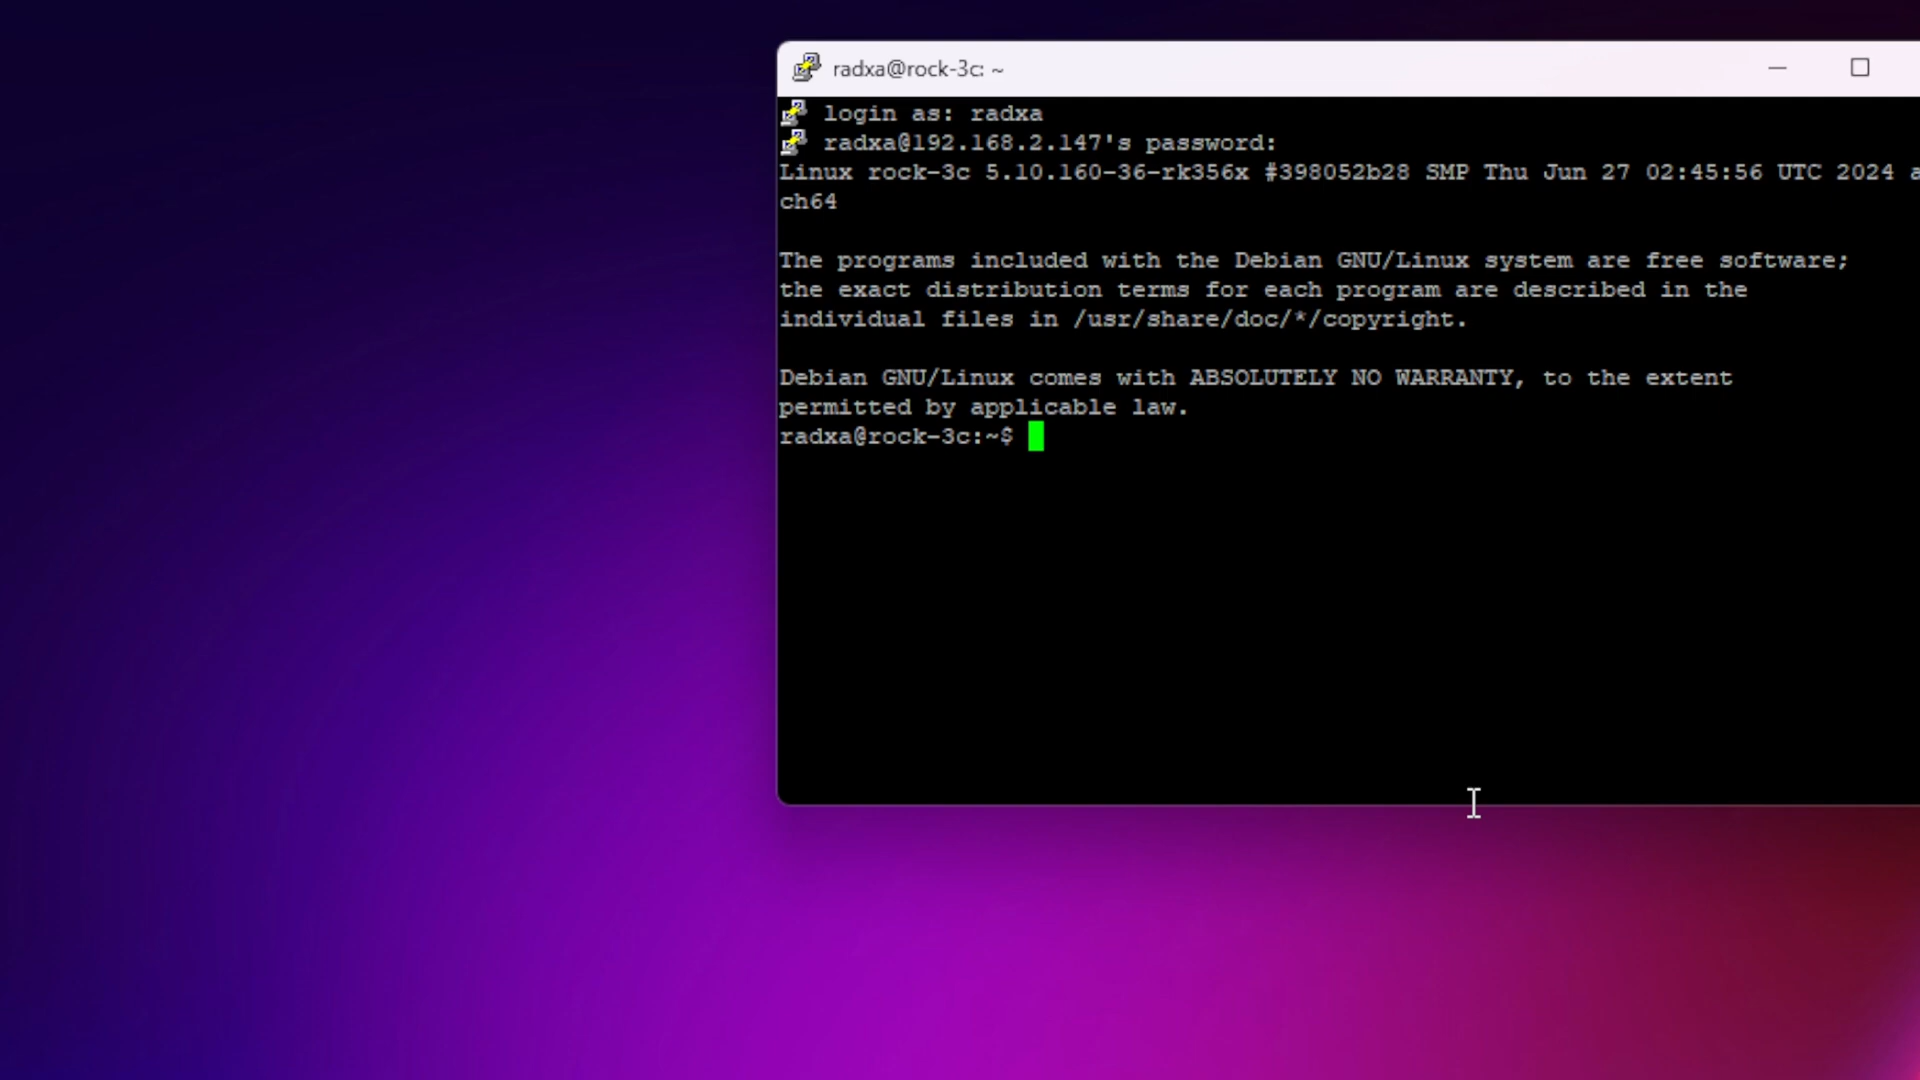 radxa@rock-3c: ~
login as: radxa
radxa@192.168.2.147's password:
Linux rock-3c 5.10.160-36-rk356x #398052b28 SMP Thu Jun 27 02:45:56 UTC 2024 a
ch64
The programs included with the Debian GNU/Linux system are free software;
the exact distribution terms for each program are described in the
individual files in /usr/share/doc/*/copyright.
Debian GNU/Linux comes with ABSOLUTELY NO WARRANTY, to the extent
permitted by applicable law.
radxa@rock-3c:~$